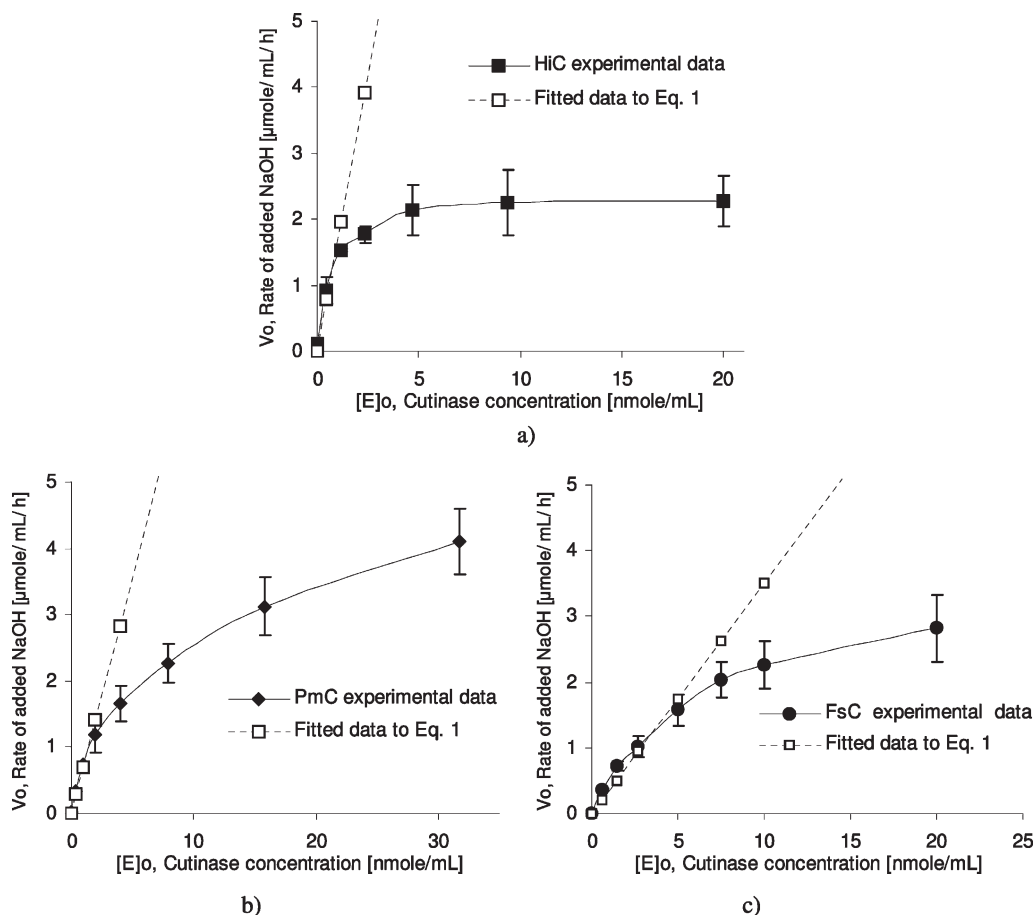 5
4
3
2
1
0
Vo, Rate of added NaOH [µmole/ mL/ h]
HiC experimental data
Fitted data to Eq. 1
0 5 10 15 20
[E]o, Cutinase concentration [nmole/mL]
a)
5
4
3
2
1
0
Vo, Rate of added NaOH [µmole/ mL/ h]
PmC experimental data
Fitted data to Eq. 1
0 10 20 30
[E]o, Cutinase concentration [nmole/mL]
b)
5
4
3
2
1
0
Vo, Rate of added NaOH [µmole/ mL/ h]
FsC experimental data
Fitted data to Eq. 1
0 5 10 15 20 25
[E]o, Cutinase concentration [nmole/mL]
c)